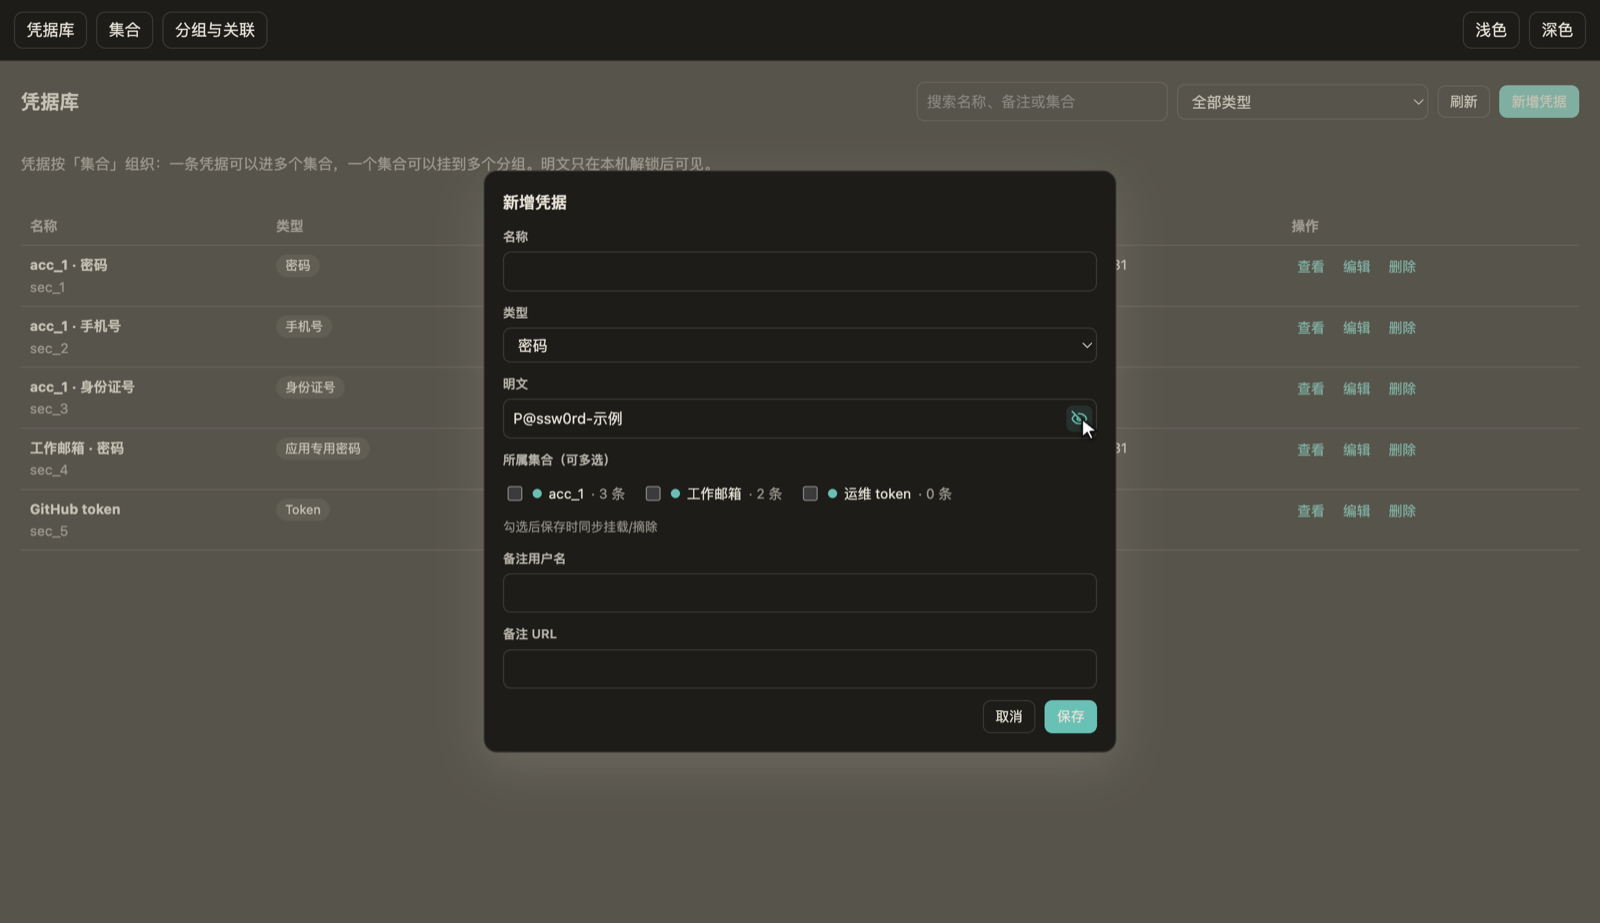 凭据库 集合 分组与关联 浅色 深色
凭据库 搜索名称、备注或集合 全部类型 刷新 新增凭据
凭据按「集合」组织：一条凭据可以进多个集合，一个集合可以挂到多个分组。明文只在本机解锁后可见。
名称 类型 操作
acc_1 · 密码 密码 31 查看 编辑 删除
sec_1
acc_1 · 手机号 手机号 查看 编辑 删除
sec_2
acc_1 · 身份证号 身份证号 查看 编辑 删除
sec_3
工作邮箱 · 密码 应用专用密码 31 查看 编辑 删除
sec_4
GitHub token Token 查看 编辑 删除
sec_5
新增凭据
名称
类型
密码
明文
P@ssw0rd-示例
所属集合（可多选）
acc_1 · 3 条 工作邮箱 · 2 条 运维 token · 0 条
勾选后保存时同步挂载/摘除
备注用户名
备注 URL
取消 保存